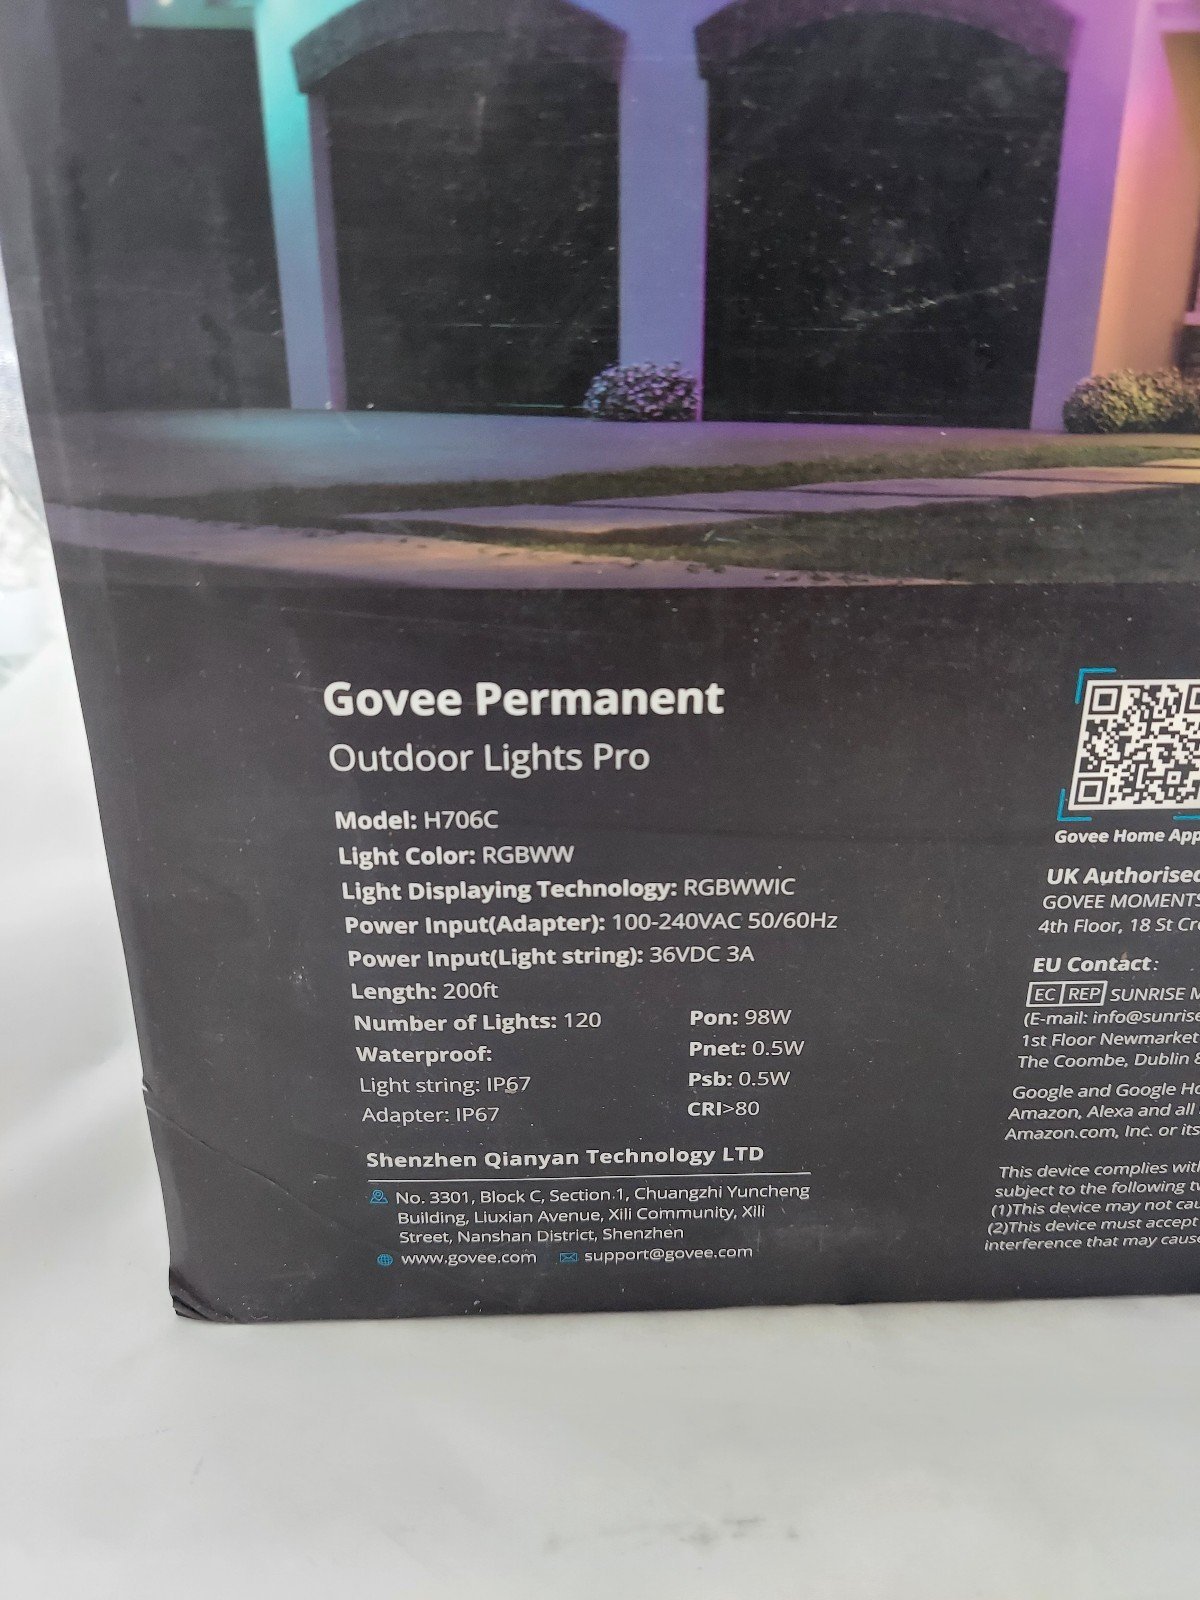 Govee Permanent
Outdoor Lights Pro
Model: H706C
Light Color: RGBWW
Light Displaying Technology: RGBWWIC
Power Input(Adapter): 100-240VAC 50/60Hz
Power Input(Light string): 36VDC 3A
Length: 200ft
Number of Lights: 120
Waterproof:
Light string: IP67
Adapter: IP67
Pon: 98W
Pnet: 0.5W
Psb: 0.5W
CRI>80
Shenzhen Qianyan Technology LTD
No. 3301, Block C, Section 1, Chuangzhi Yuncheng
Building, Liuxian Avenue, Xili Community, Xili
Street, Nanshan District, Shenzhen
www.govee.com support@govee.com
Govee Home App
UK Authorised
GOVEE MOMENTS
4th Floor, 18 St
EU Contact:
EC REP SUNRISE
(E-mail: info@sunrise
1st Floor Newmarket
The Coombe, Dublin 8
Google and Google
Amazon, Alexa and all
Amazon.com, Inc. or its
This device complies with
subject to the following
(1)This device may not
(2)This device must accept
interference that may cause